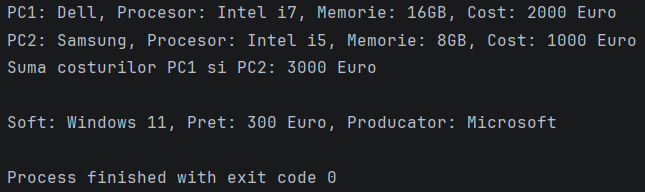 PC1: Dell, Procesor: Intel i7, Memorie: 16GB, Cost: 2000 Euro
PC2: Samsung, Procesor: Intel i5, Memorie: 8GB, Cost: 1000 Euro
Suma costurilor PC1 si PC2: 3000 Euro
Soft: Windows 11, Pret: 300 Euro, Producator: Microsoft
Process finished with exit code 0